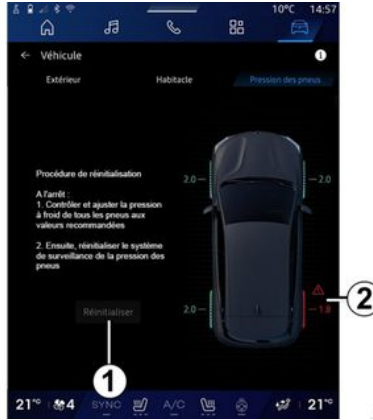 10°C 14:57
Véhicule
Extérieur Habitacle Pression des pneus
Procédure de réinitialisation
A l'arrêt :
1. Contrôler et ajuster la pression
à froid de tous les pneus aux
valeurs recommandées
2. Ensuite, réinitialiser le système
de surveillance de la pression des
pneus
2.0 2.0
2.0 1.8
2
Réinitialiser
1
21°° 4 SYNC A/C 21°°